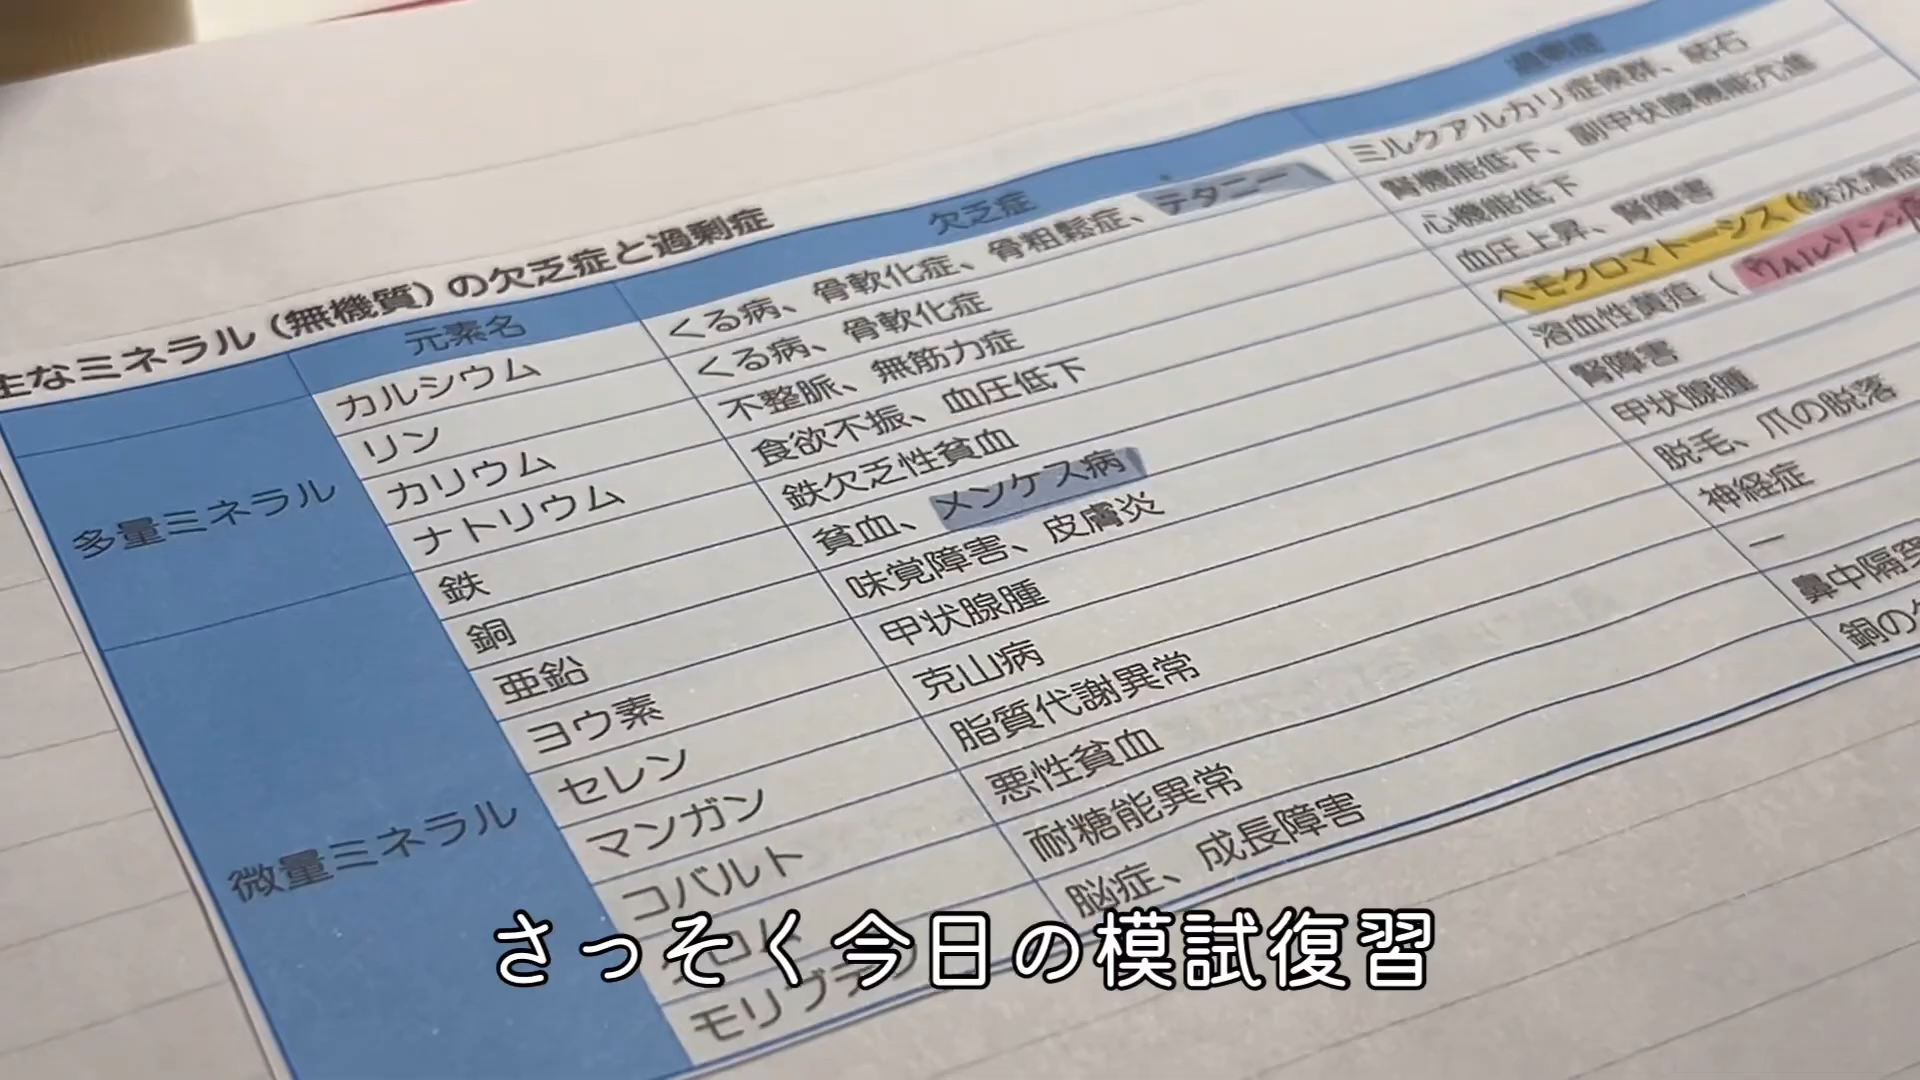 主なミネラル（無機質）の欠乏症と過剰症
元素名 欠乏症 過剰症
多量ミネラル
カルシウム くる病、骨軟化症、骨粗鬆症、テタニー ミルクアルカリ症候群、結石
リン くる病、骨軟化症 腎機能低下、副甲状腺機能亢進
カリウム 不整脈、無筋力症 心機能低下
ナトリウム 食欲不振、血圧低下 血圧上昇、腎障害
微量ミネラル
鉄 鉄欠乏性貧血 ヘモクロマトーシス（鉄沈着症
銅 貧血、メンケス病 溶血性黄疸（ウィルソン
亜鉛 味覚障害、皮膚炎 腎障害
ヨウ素 甲状腺腫 甲状腺腫
セレン 克山病 脱毛、爪の脱落
マンガン 脂質代謝異常 神経症
コバルト 悪性貧血 ー
耐糖能異常 鼻中隔穿
モリブデン 脳症、成長障害 銅の
さっそく今日の模試復習